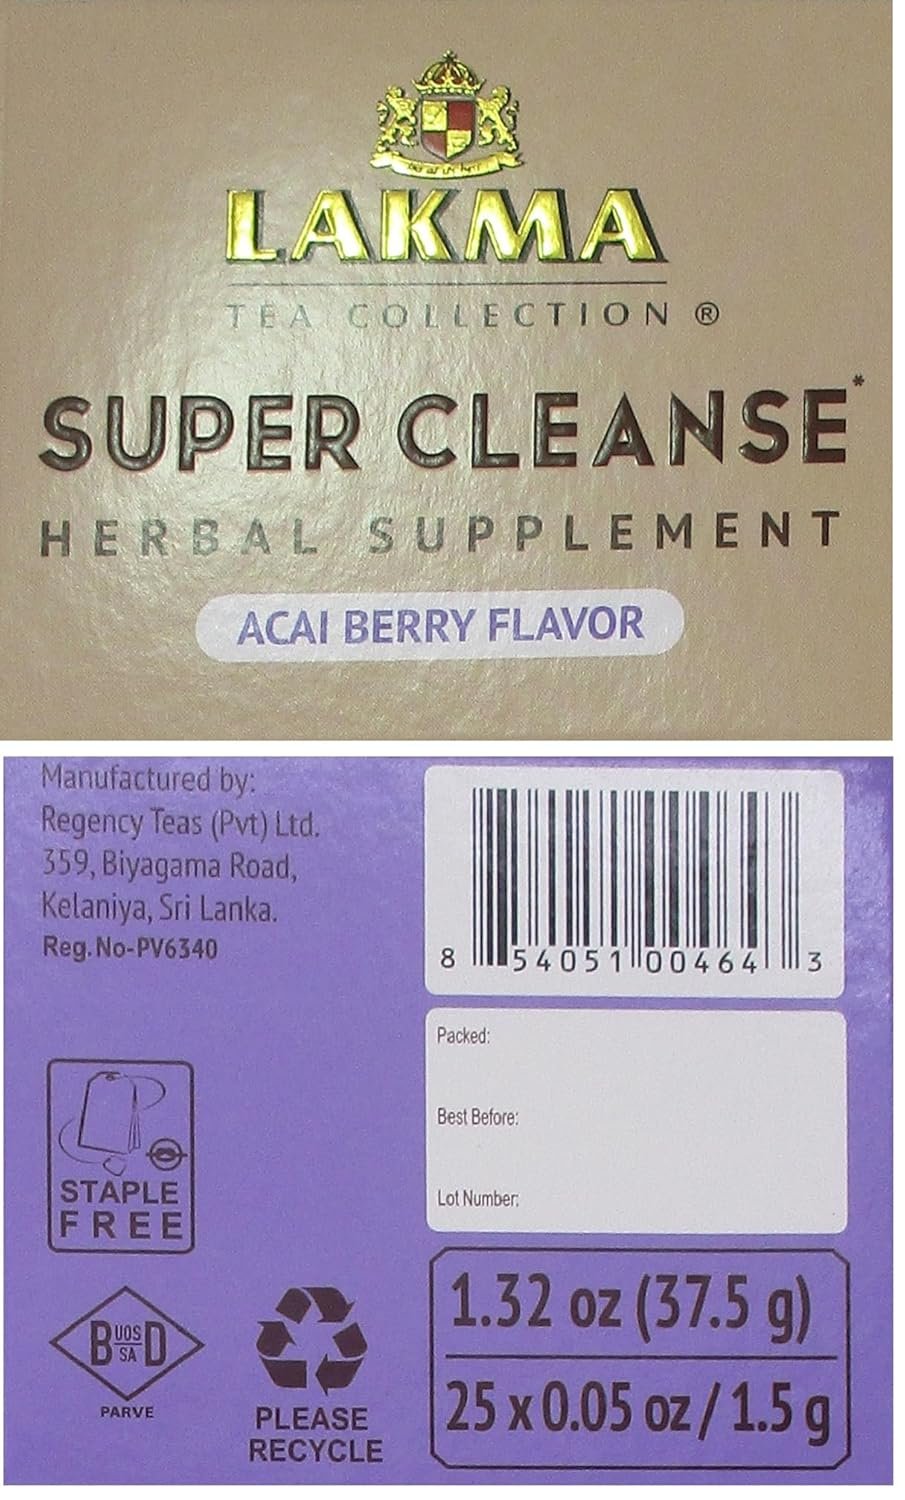 LAKMA
TEA COLLECTION ®
SUPER CLEANSE*
HERBAL SUPPLEMENT
ACAI BERRY FLAVOR
Manufactured by:
Regency Teas (Pvt) Ltd.
359, Biyagama Road,
Kelaniya, Sri Lanka.
Reg. No-PV6340
8 54051 00464 3
Packed:
Best Before:
Lot Number:
STAPLE
FREE
B UOS SA D
PARVE
PLEASE
RECYCLE
1.32 oz (37.5 g)
25 x 0.05 oz / 1.5 g